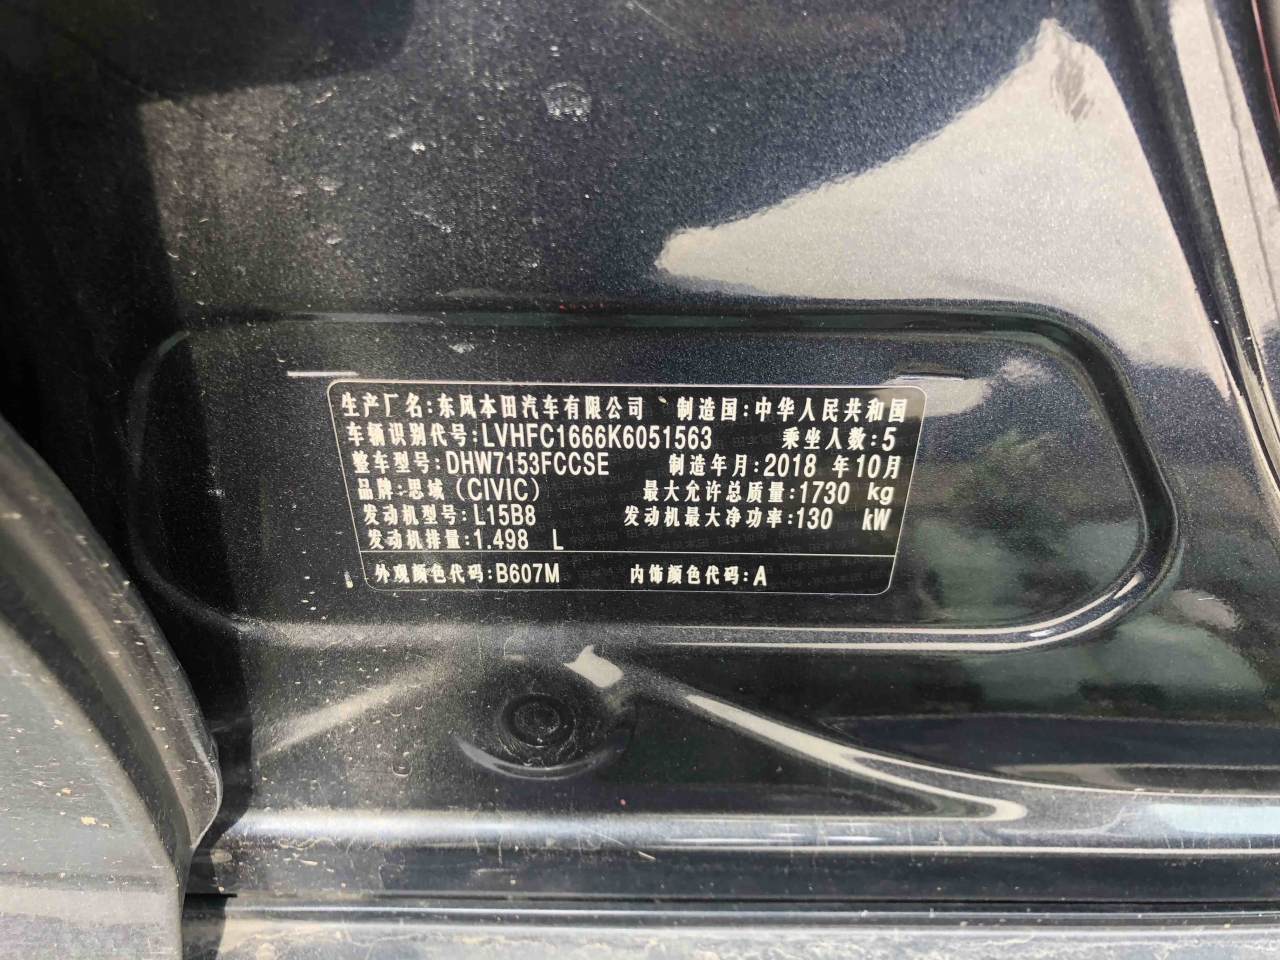 生产厂名:东风本田汽车有限公司 制造国:中华人民共和国
车辆识别代号:LVHFC1666K6051563 乘坐人数:5
整车型号:DHW7153FCCSE 制造年月:2018 年10月
品牌:思域(CIVIC) 最大允许总质量:1730 kg
发动机型号:L15B8 发动机最大净功率:130 kW
发动机排量:1.498 L
外观颜色代码:B607M 内饰颜色代码:A